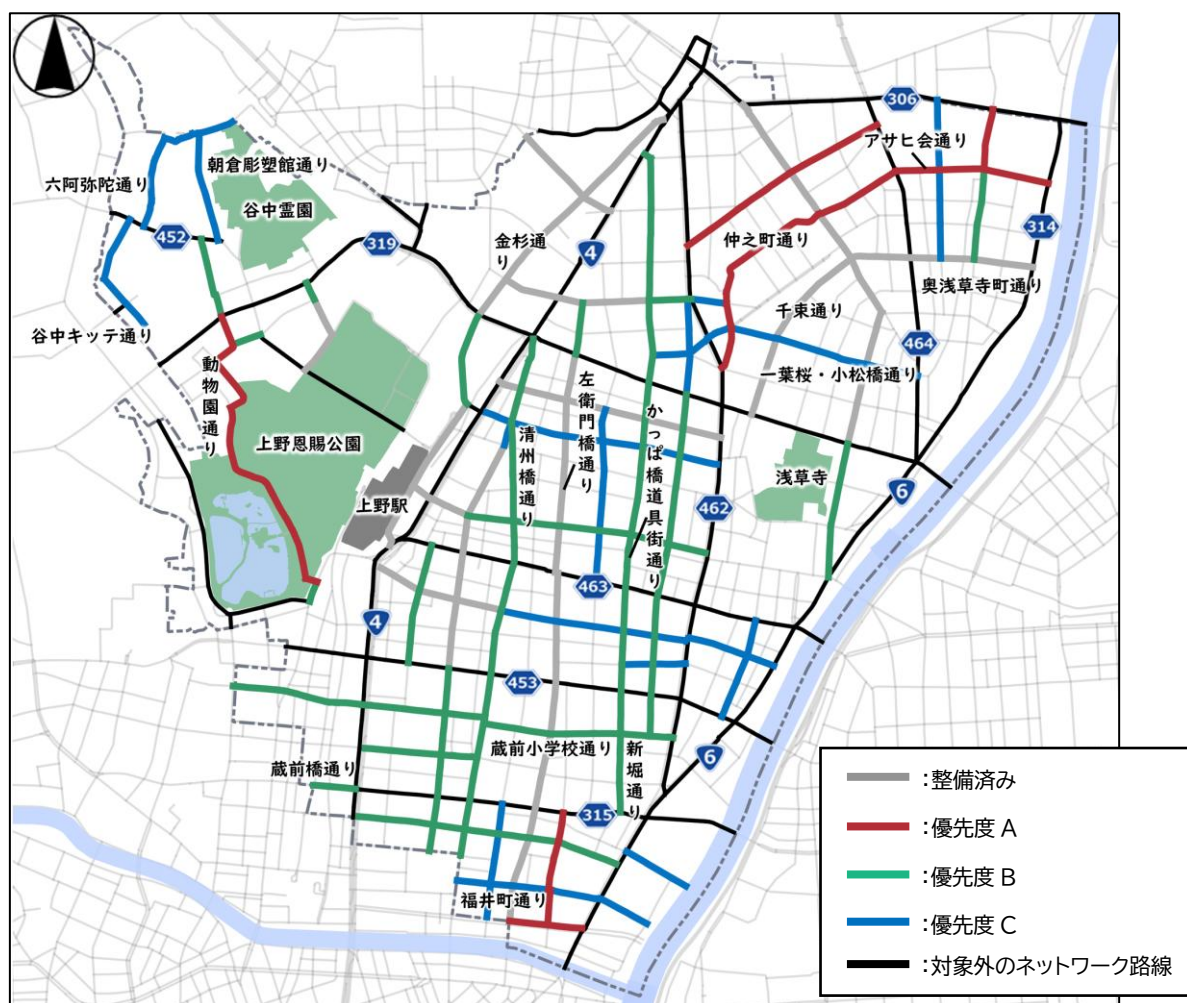 306
アサヒ会通り
朝倉彫塑館通り
六阿弥陀通り
谷中霊園
452
319
金杉通
り
4
仲之町通り
314
奥浅草寺町通り
千束通り
谷中キッテ通り
464
一葉桜・小松橋通り
動物園通り
左衛門橋通り
かっぱ橋道具街通り
清州橋通り
上野恩賜公園
浅草寺
上野駅
6
462
463
4
453
蔵前小学校通り
新堀通り
6
蔵前橋通り
315
福井町通り
:整備済み
:優先度 A
:優先度 B
:優先度 C
:対象外のネットワーク路線